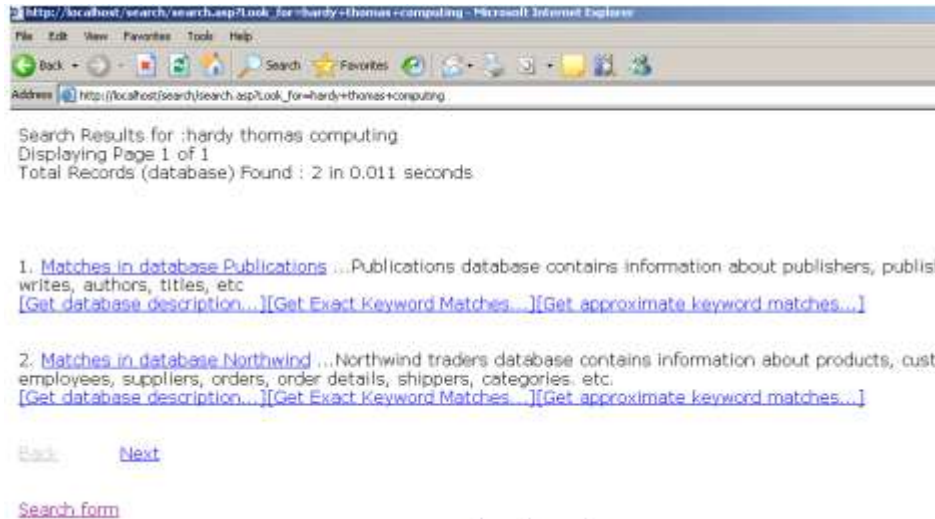 http://localhost/search/search.asp?Look_for=hardy+thomas+computing - Microsoft Internet Explorer
File Edit View Favorites Tools Help
Back Search Favorites
Address http://localhost/search/search.asp?Look_for=hardy+thomas+computing
Search Results for :hardy thomas computing
Displaying Page 1 of 1
Total Records (database) Found : 2 in 0.011 seconds
1. Matches in database Publications ...Publications database contains information about publishers, publis
writes, authors, titles, etc
[Get database description...][Get Exact Keyword Matches...][Get approximate keyword matches...]
2. Matches in database Northwind ...Northwind traders database contains information about products, cust
employees, suppliers, orders, order details, shippers, categories. etc.
[Get database description...][Get Exact Keyword Matches...][Get approximate keyword matches...]
Back Next
Search form